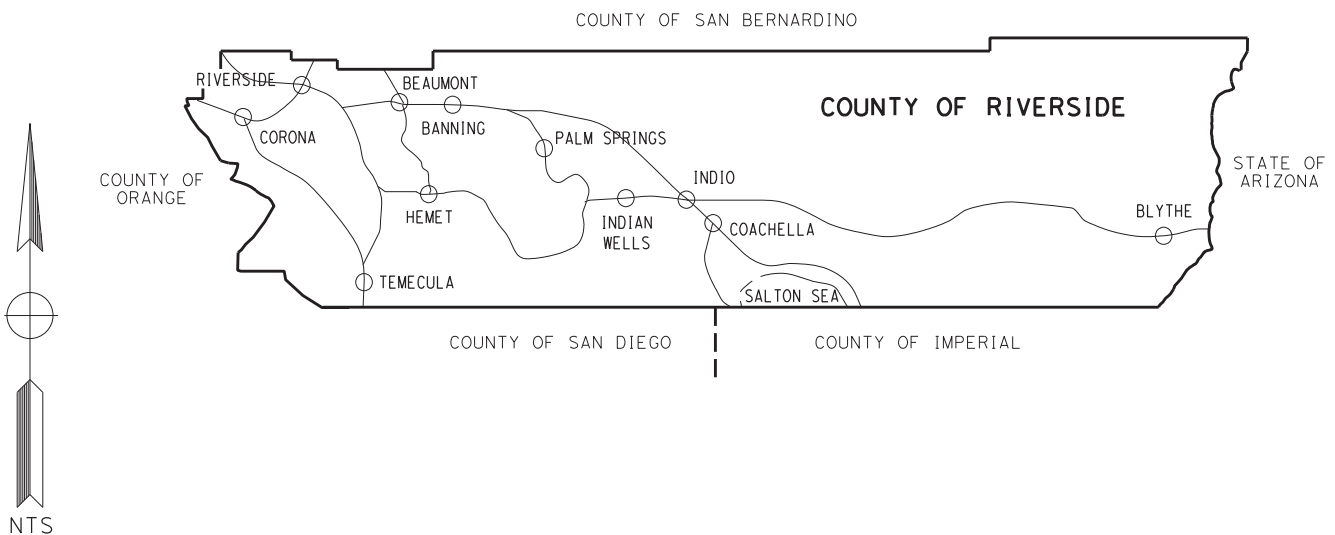 COUNTY OF SAN BERNARDINO
RIVERSIDE
BEAUMONT
COUNTY OF RIVERSIDE
BANNING
CORONA
PALM SPRINGS
STATE OF
ARIZONA
COUNTY OF
ORANGE
INDIO
HEMET
INDIAN
WELLS
COACHELLA
BLYTHE
TEMECULA
SALTON SEA
COUNTY OF SAN DIEGO
COUNTY OF IMPERIAL
NTS